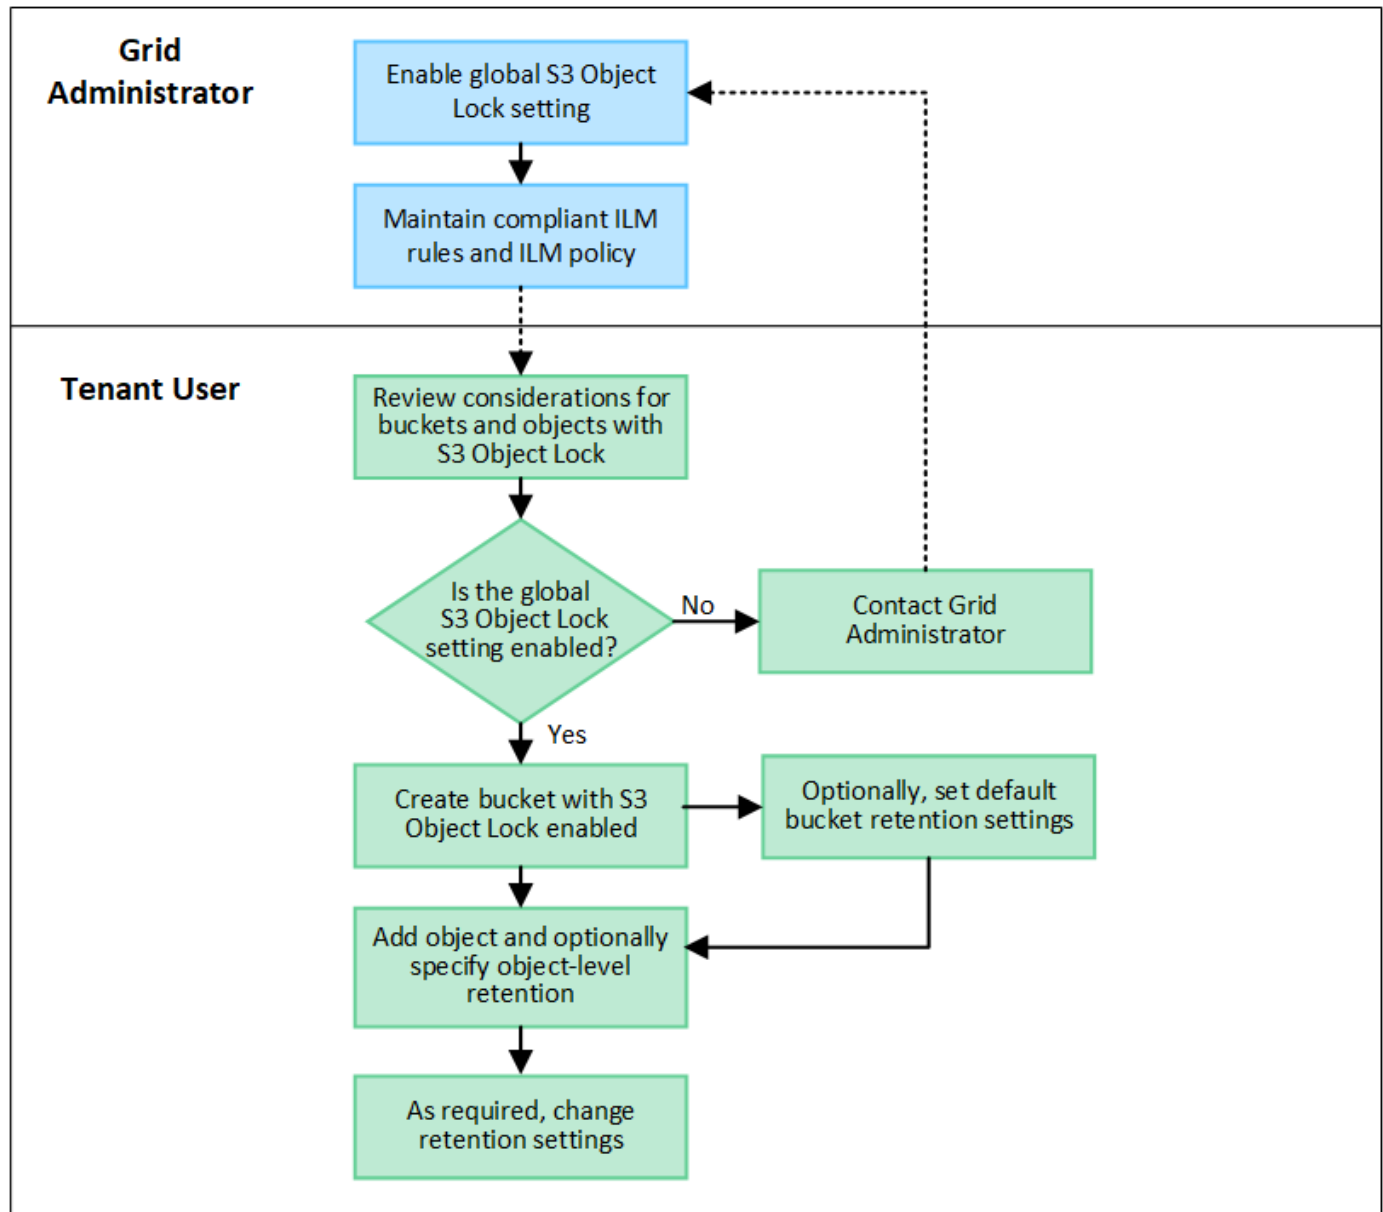 Grid
Administrator
Enable global S3 Object
Lock setting
Maintain compliant ILM
rules and ILM policy
Tenant User
Review considerations for
buckets and objects with
S3 Object Lock
Is the global
S3 Object Lock
setting enabled?
No
Contact Grid
Administrator
Yes
Create bucket with S3
Object Lock enabled
Optionally, set default
bucket retention settings
Add object and optionally
specify object-level
retention
As required, change
retention settings